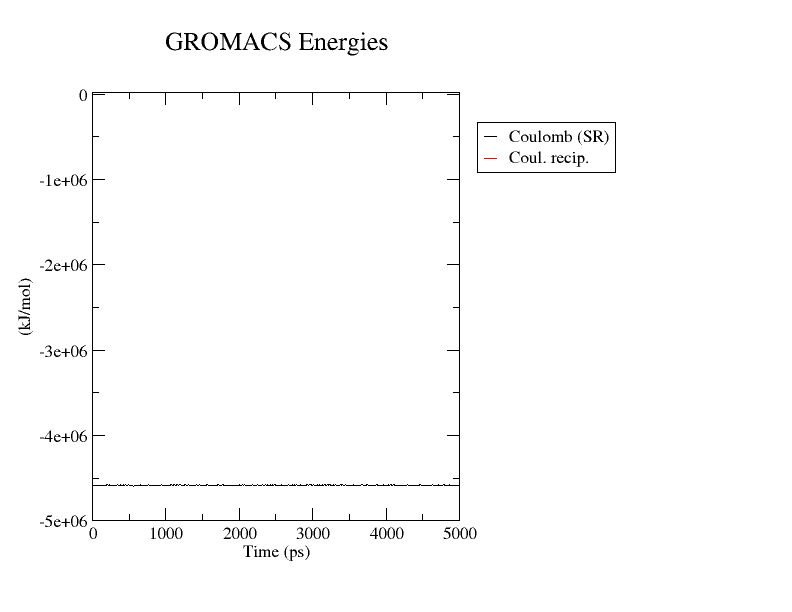 GROMACS Energies
0
-1e+06
-2e+06
-3e+06
-4e+06
-5e+06
(kJ/mol)
0 1000 2000 3000 4000 5000
Time (ps)
Coulomb (SR)
Coul. recip.